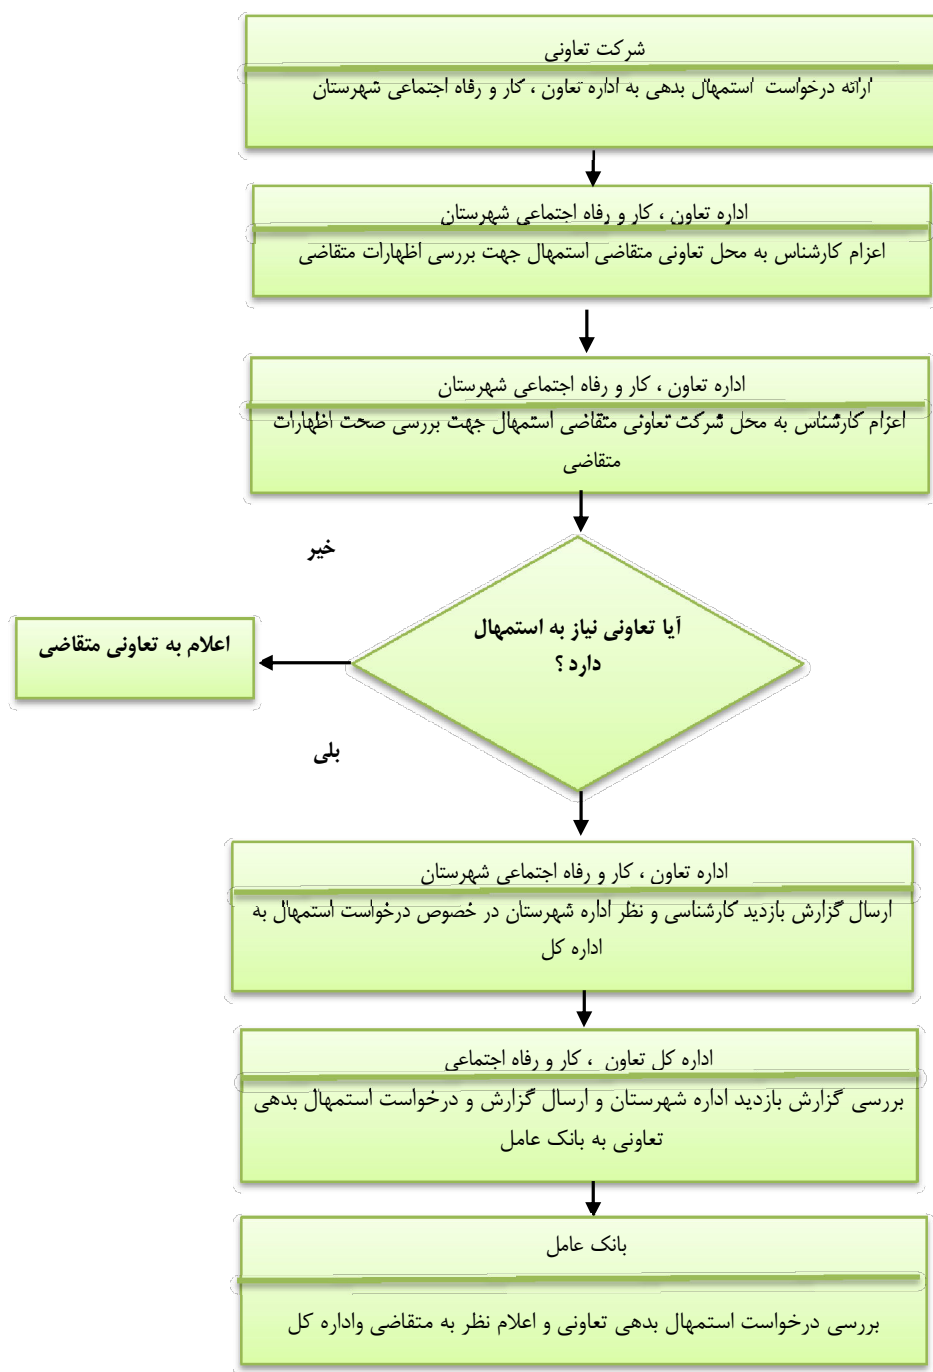 شرکت تعاونی
ارائه درخواست استمهال بدهی به اداره تعاون ، کار و رفاه اجتماعی شهرستان
اداره تعاون ، کار و رفاه اجتماعی شهرستان
اعزام کارشناس به محل تعاونی متقاضی استمهال جهت بررسی اظهارات متقاضی
اداره تعاون ، کار و رفاه اجتماعی شهرستان
اعزام کارشناس به محل شرکت تعاونی متقاضی استمهال جهت بررسی صحت اظهارات
متقاضی
خیر
آیا تعاونی نیاز به استمهال
دارد ؟
اعلام به تعاونی متقاضی
بلی
اداره تعاون ، کار و رفاه اجتماعی شهرستان
ارسال گزارش بازدید کارشناسی و نظر اداره شهرستان در خصوص درخواست استمهال به
اداره کل
اداره کل تعاون ، کار و رفاه اجتماعی
بررسی گزارش بازدید اداره شهرستان و ارسال گزارش و درخواست استمهال بدهی
تعاونی به بانک عامل
بانک عامل
بررسی درخواست استمهال بدهی تعاونی و اعلام نظر به متقاضی واداره کل